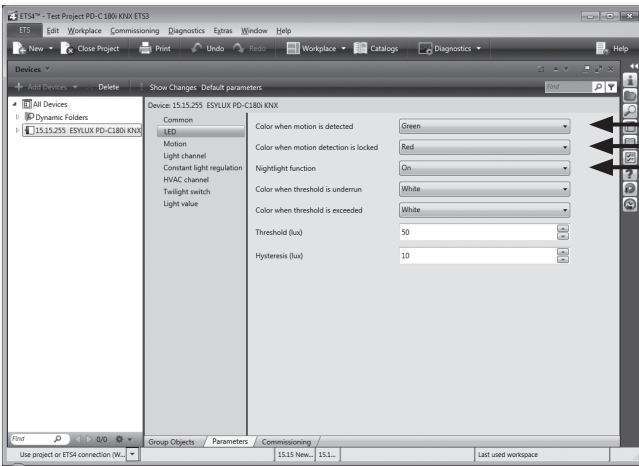 ETS4™ - Test Project PD-C 180i KNX ETS3
ETS Edit Workplace Commissioning Diagnostics Extras Window Help
New Close Project Print Undo Redo Workplace Catalogs Diagnostics Help
Devices
Add Devices Delete Show Changes Default parameters Find
All Devices
Dynamic Folders
15.15.255 ESYLUX PD-C180i KNX
Device: 15.15.255 ESYLUX PD-C180i KNX
Common
LED
Motion
Light channel
Constant light regulation
HVAC channel
Twilight switch
Light value
Color when motion is detected Green
Color when motion detection is locked Red
Nightlight function On
Color when threshold is underrun White
Color when threshold is exceeded White
Threshold (lux) 50
Hysteresis (lux) 10
Find 0/0
Group Objects Parameters Commissioning
Use project or ETS4 connection (W... 15.15 New... 15.1... Last used workspace